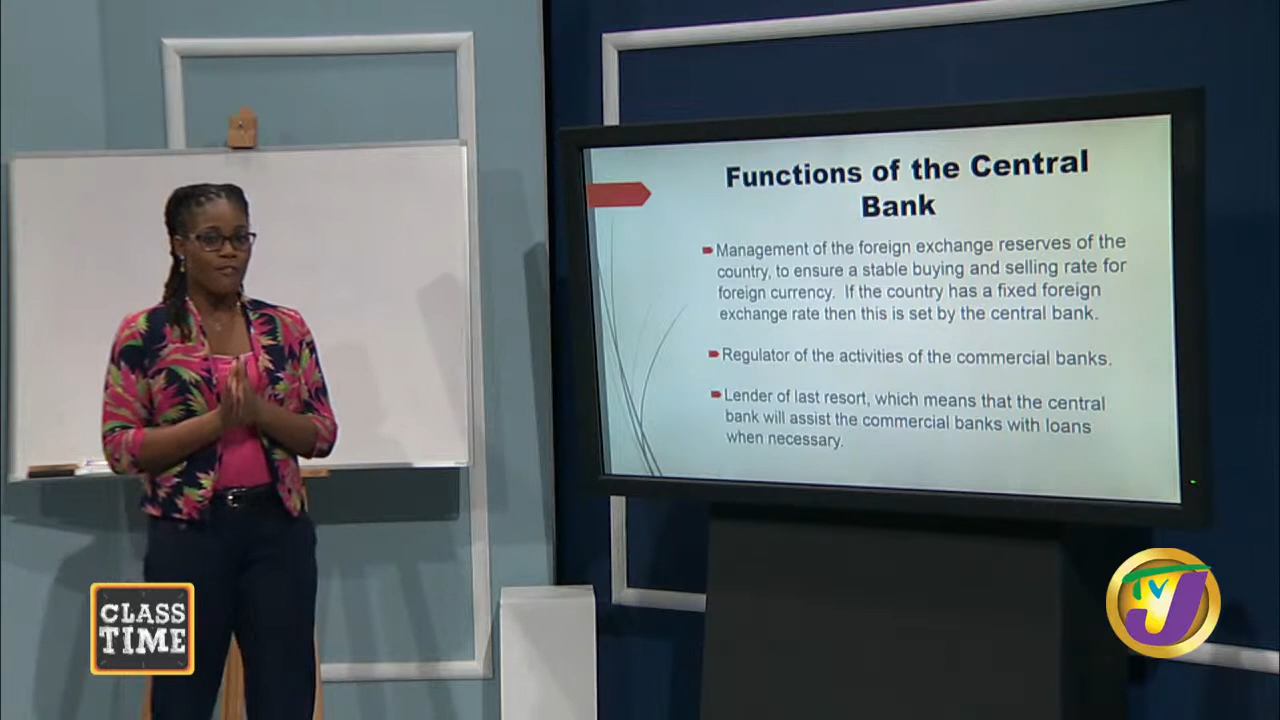 Functions of the Central
Bank
Management of the foreign exchange reserves of the
country, to ensure a stable buying and selling rate for
foreign currency. If the country has a fixed foreign
exchange rate then this is set by the central bank.
Regulator of the activities of the commercial banks.
Lender of last resort, which means that the central
bank will assist the commercial banks with loans
when necessary.
CLASS
TIME
TVJ